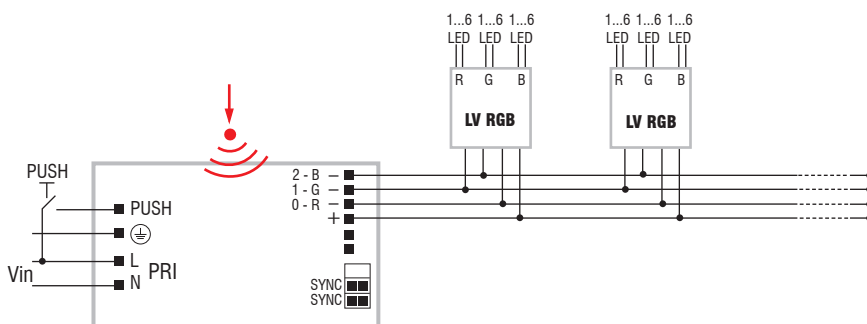 1...6 1...6 1...6
LED LED LED
R G B
LV RGB
1...6 1...6 1...6
LED LED LED
R G B
LV RGB
PUSH
PUSH
L
N
PRI
Vin
2 - B –
1 - G –
0 - R –
+
SYNC
SYNC